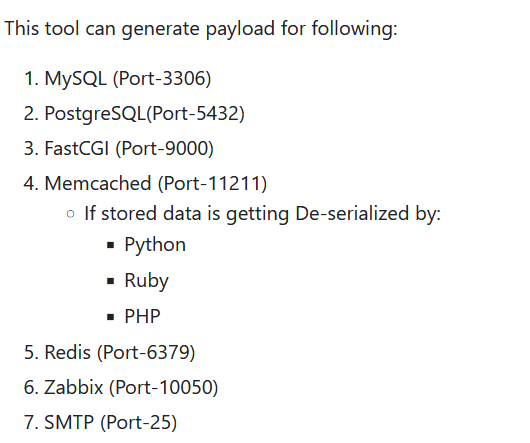 This tool can generate payload for following:
1. MySQL (Port-3306)
2. PostgreSQL(Port-5432)
3. FastCGI (Port-9000)
4. Memcached (Port-11211)
○ If stored data is getting De-serialized by:
▪ Python
▪ Ruby
▪ PHP
5. Redis (Port-6379)
6. Zabbix (Port-10050)
7. SMTP (Port-25)